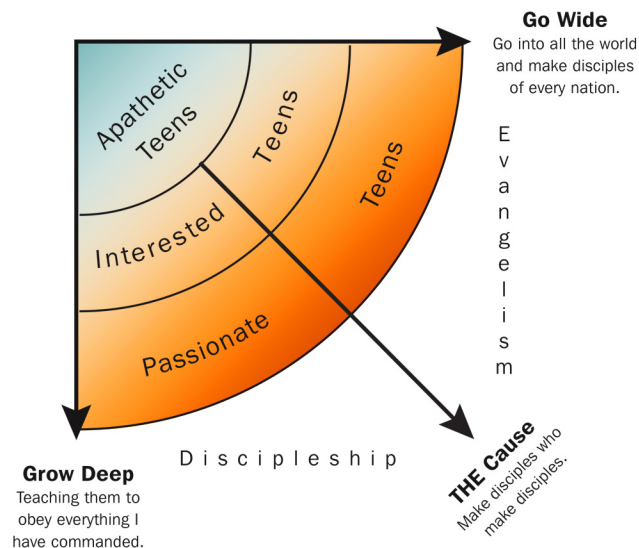 Go Wide
Go into all the world
and make disciples
of every nation.
Apathetic
Teens
Interested
Teens
Passionate
Teens
Evangelism
Discipleship
Grow Deep
Teaching them to
obey everything I
have commanded.
THE Cause
Make disciples who
make disciples.